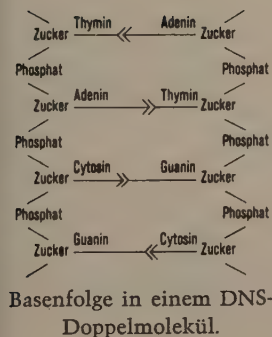 Thymin Adenin
Zucker Zucker
Phosphat Phosphat
Adenin Thymin
Zucker Zucker
Phosphat Phosphat
Cytosin Guanin
Zucker Zucker
Phosphat Phosphat
Guanin Cytosin
Zucker Zucker
Basenfolge in einem DNS-
Doppelmolekül.